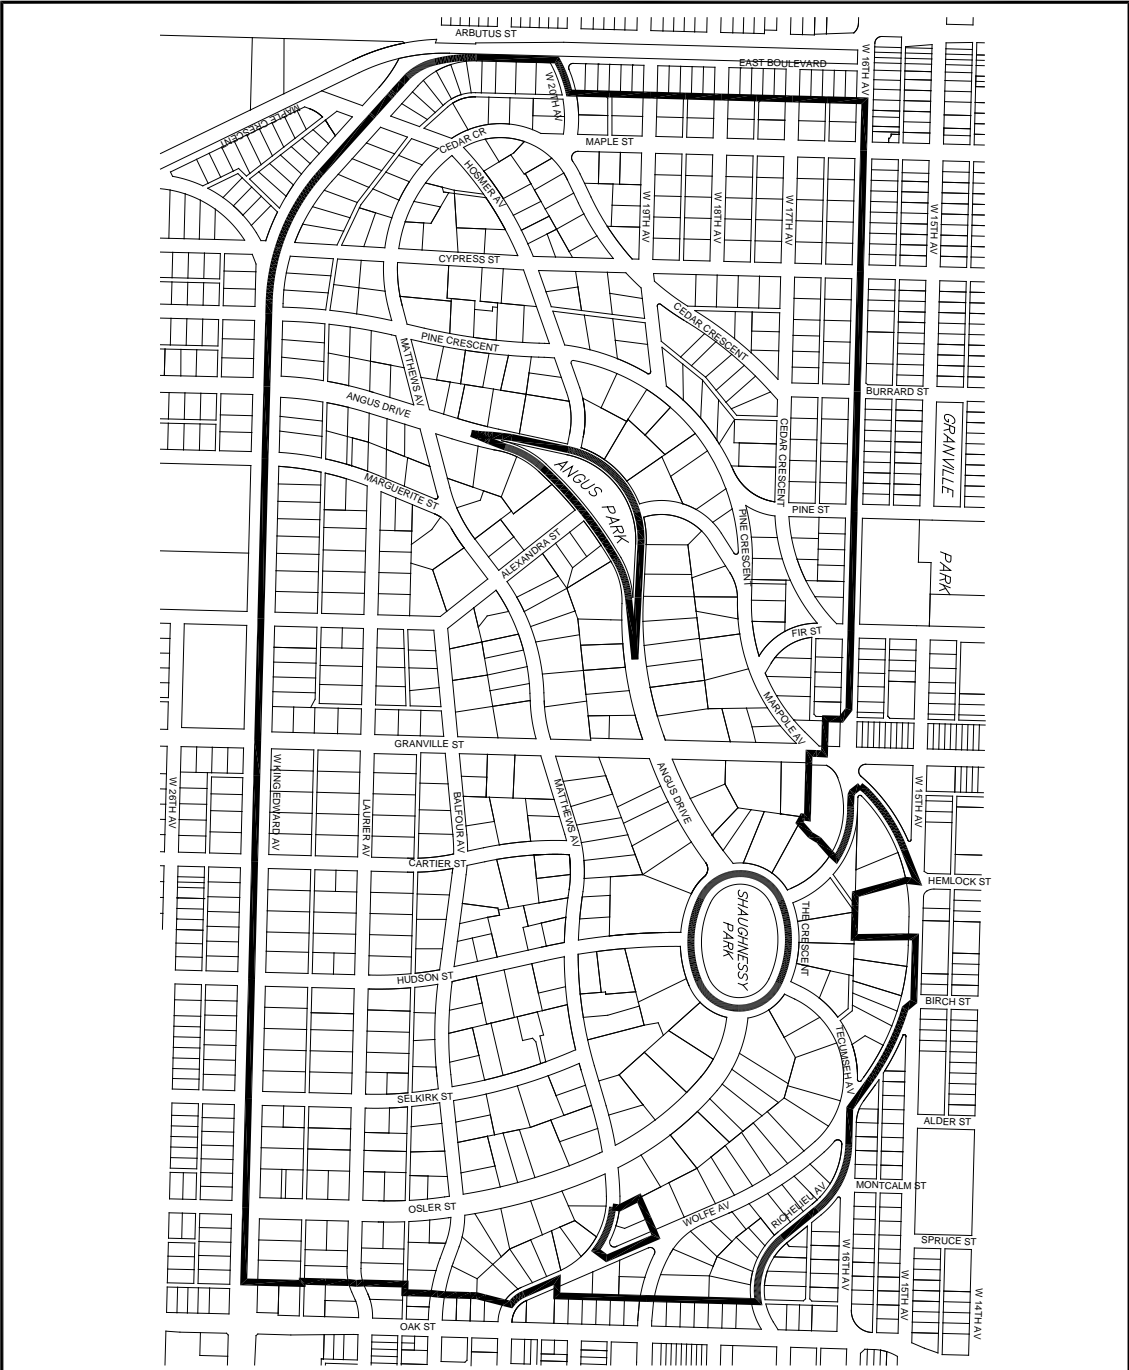 ARBUTUS ST
EAST BOULEVARD
W 16TH AV
W 20TH AV
MAPLE CRESCENT
CEDAR CR
MAPLE ST
HOSMER AV
W 19TH AV
W 18TH AV
W 17TH AV
W 15TH AV
CYPRESS ST
CEDAR CRESCENT
PINE CRESCENT
MATTHEWS AV
BURRARD ST
ANGUS DRIVE
GRANVILLE
CEDAR CRESCENT
ANGUS PARK
MARGUERITE ST
PINE ST
PINE CRESCENT
ALEXANDRA ST
PARK
FIR ST
MARPOLE AV
GRANVILLE ST
W 26TH AV
W KING EDWARD AV
LAURIER AV
BALFOUR AV
MATTHEWS AV
ANGUS DRIVE
W 15TH AV
CARTIER ST
HEMLOCK ST
SHAUGHNESSY
PARK
THE CRESCENT
HUDSON ST
BIRCH ST
TECUMSEH AV
SELKIRK ST
ALDER ST
MONTCALM ST
OSLER ST
WOLFE AV
RICHELIEU AV
SPRUCE ST
W 16TH AV
W 15TH AV
W 14TH AV
OAK ST